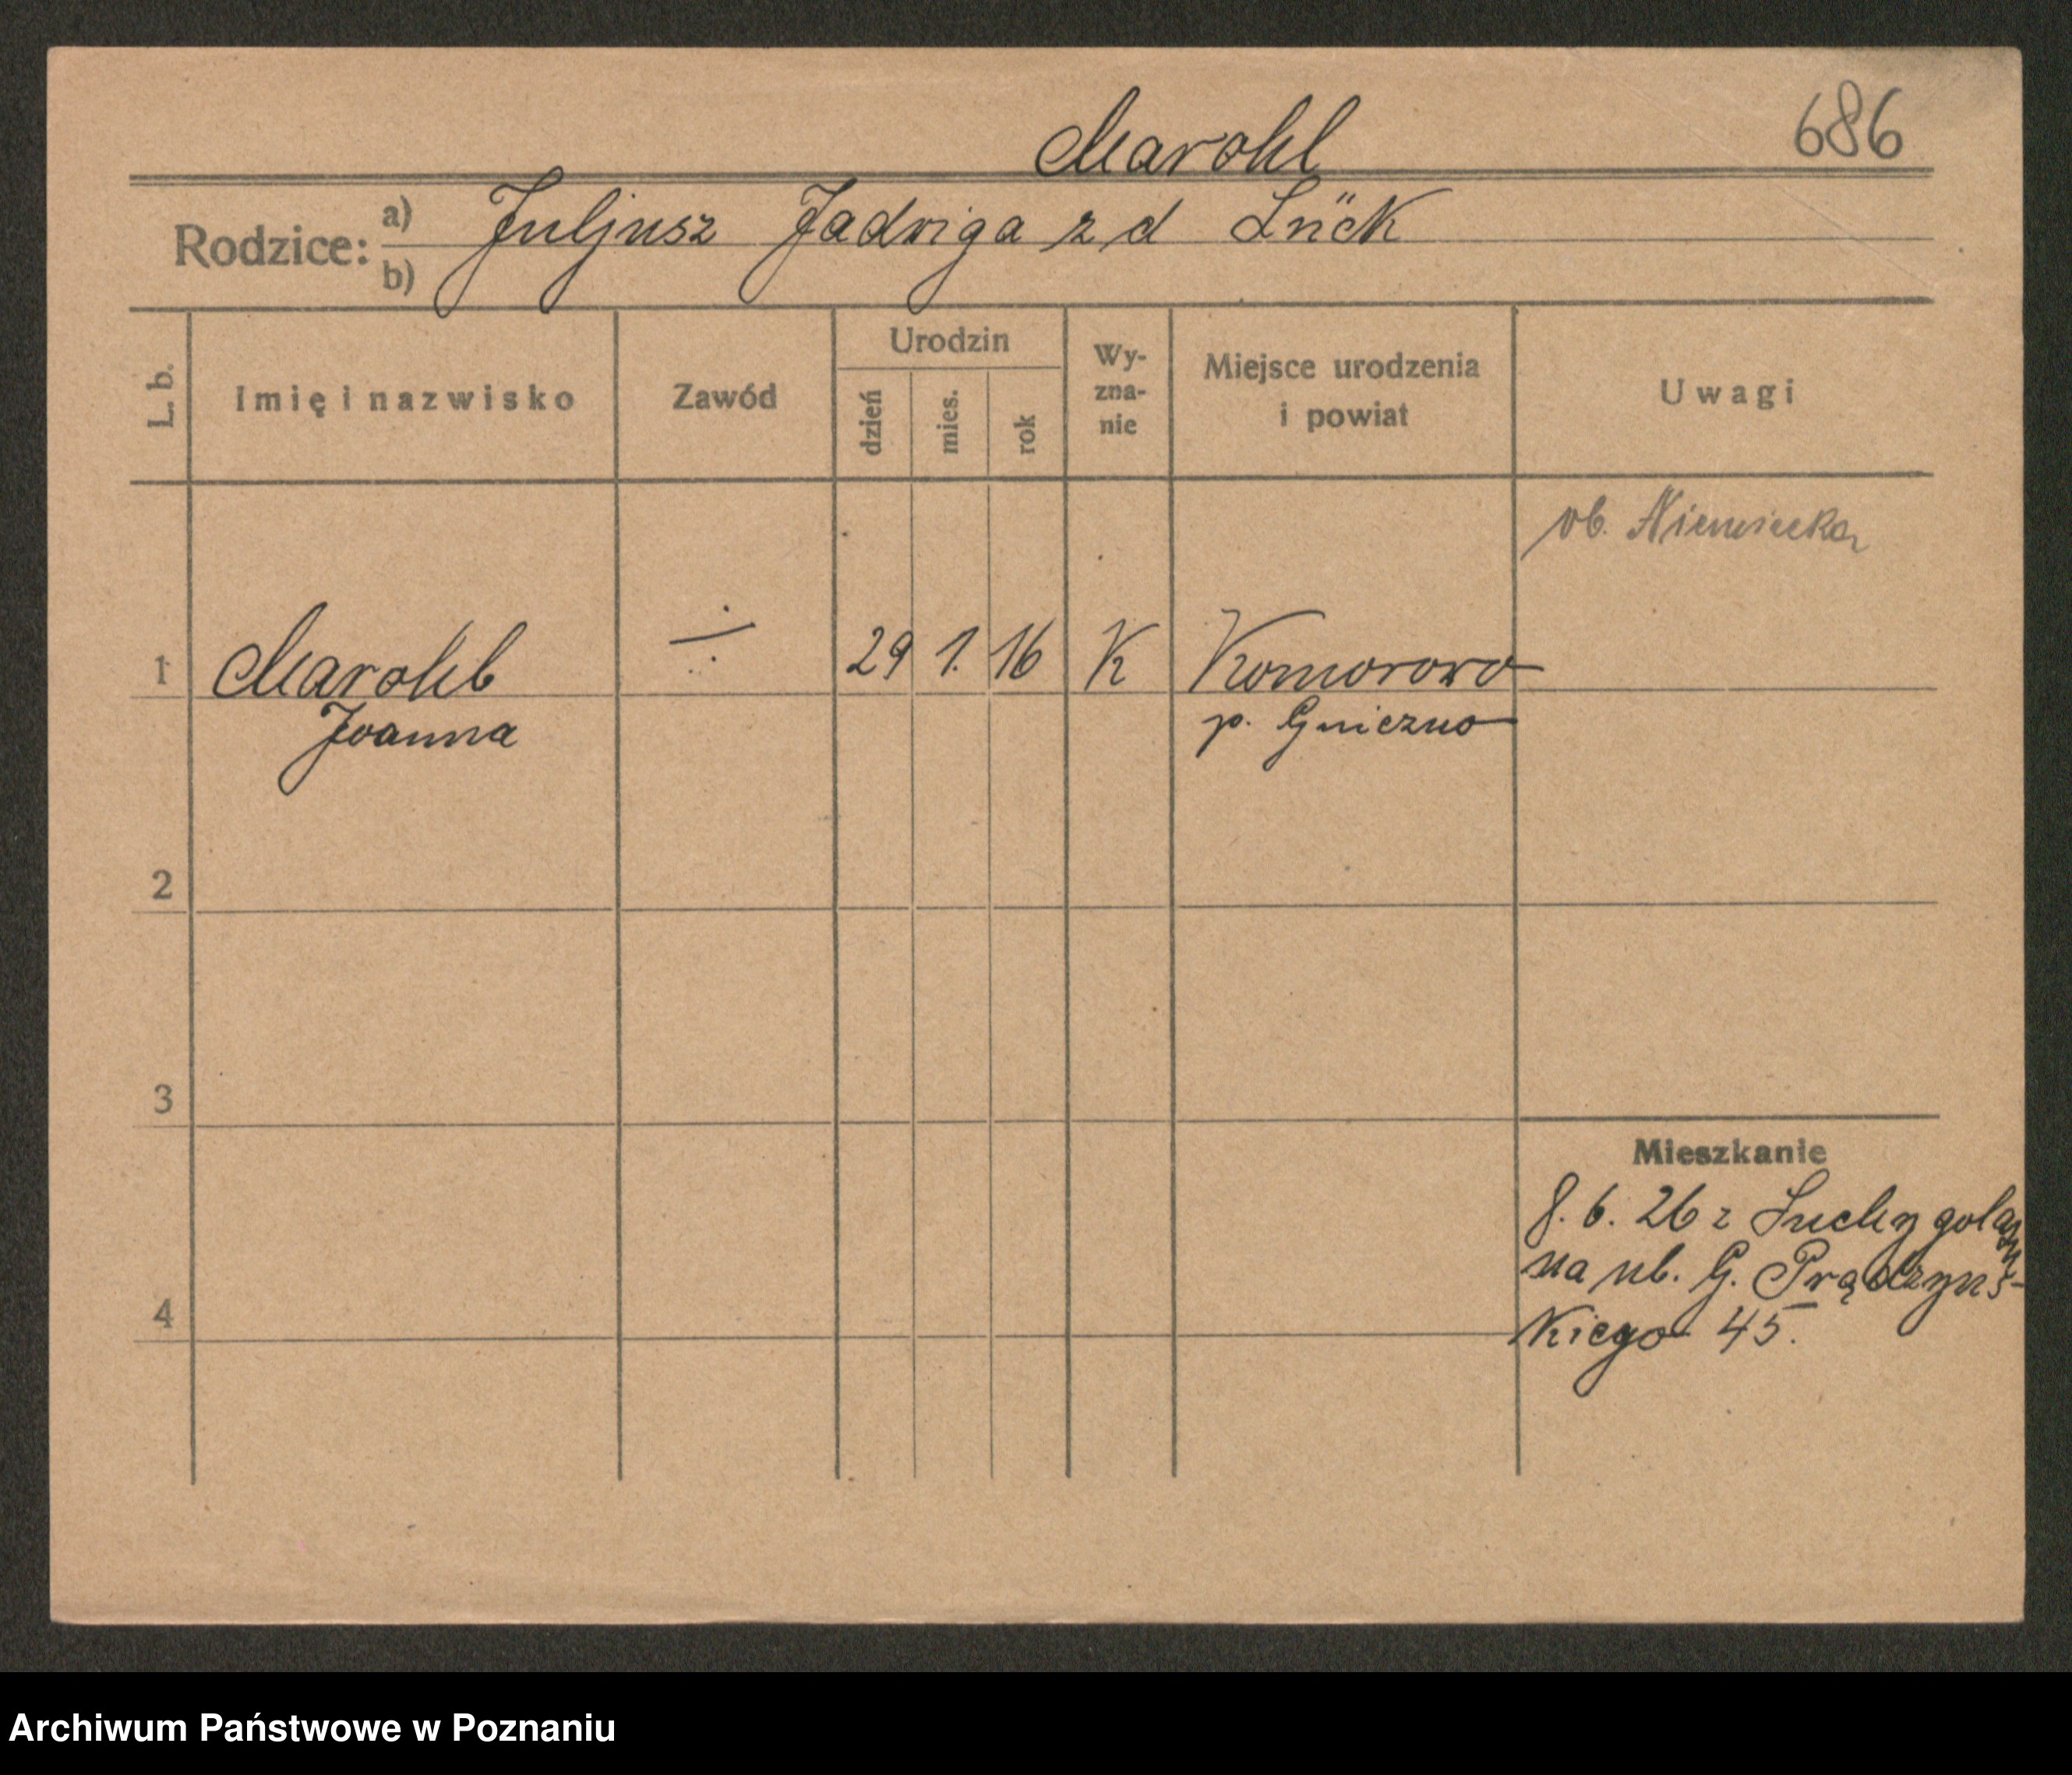 Marohl
686
Rodzice: a) Juljusz Jadwiga z d Lück
b)
L. b.
Imię i nazwisko
Zawód
Urodzin
dzień
mies.
rok
Wy-
zna-
nie
Miejsce urodzenia
i powiat
Uwagi
ob. Niemiecka
1 Marohl ÷ 29 1. 16 K Komorowo
Joanna p. Gniezno
2
3
Mieszkanie
8. 6. 26 z
na ul. G. Prądzyńs-
4 kiego 45.
Archiwum Państwowe w Poznaniu